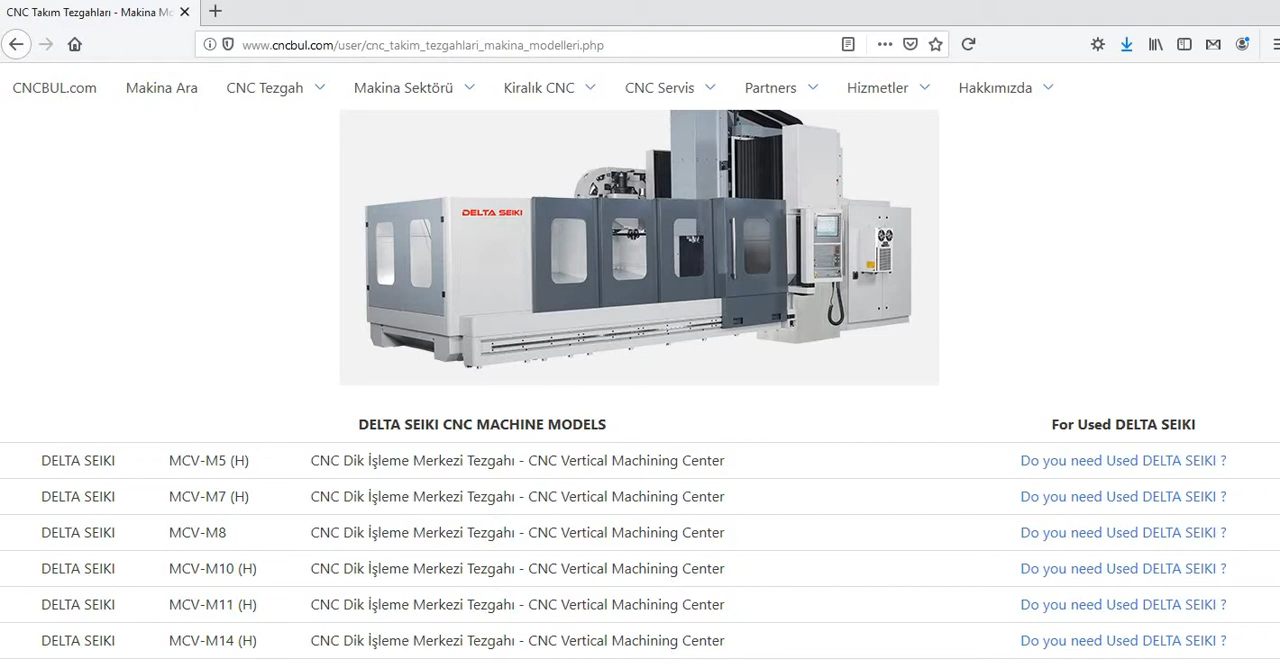 CNC Takım Tezgahları - Makina Mo
www.cncbul.com/user/cnc_takim_tezgahlari_makina_modelleri.php
CNCBUL.com Makina Ara CNC Tezgah Makina Sektörü Kiralık CNC CNC Servis Partners Hizmetler Hakkımızda
DELTA SEIKI
DELTA SEIKI CNC MACHINE MODELS For Used DELTA SEIKI
DELTA SEIKI MCV-M5 (H) CNC Dik İşleme Merkezi Tezgahı - CNC Vertical Machining Center Do you need Used DELTA SEIKI ?
DELTA SEIKI MCV-M7 (H) CNC Dik İşleme Merkezi Tezgahı - CNC Vertical Machining Center Do you need Used DELTA SEIKI ?
DELTA SEIKI MCV-M8 CNC Dik İşleme Merkezi Tezgahı - CNC Vertical Machining Center Do you need Used DELTA SEIKI ?
DELTA SEIKI MCV-M10 (H) CNC Dik İşleme Merkezi Tezgahı - CNC Vertical Machining Center Do you need Used DELTA SEIKI ?
DELTA SEIKI MCV-M11 (H) CNC Dik İşleme Merkezi Tezgahı - CNC Vertical Machining Center Do you need Used DELTA SEIKI ?
DELTA SEIKI MCV-M14 (H) CNC Dik İşleme Merkezi Tezgahı - CNC Vertical Machining Center Do you need Used DELTA SEIKI ?